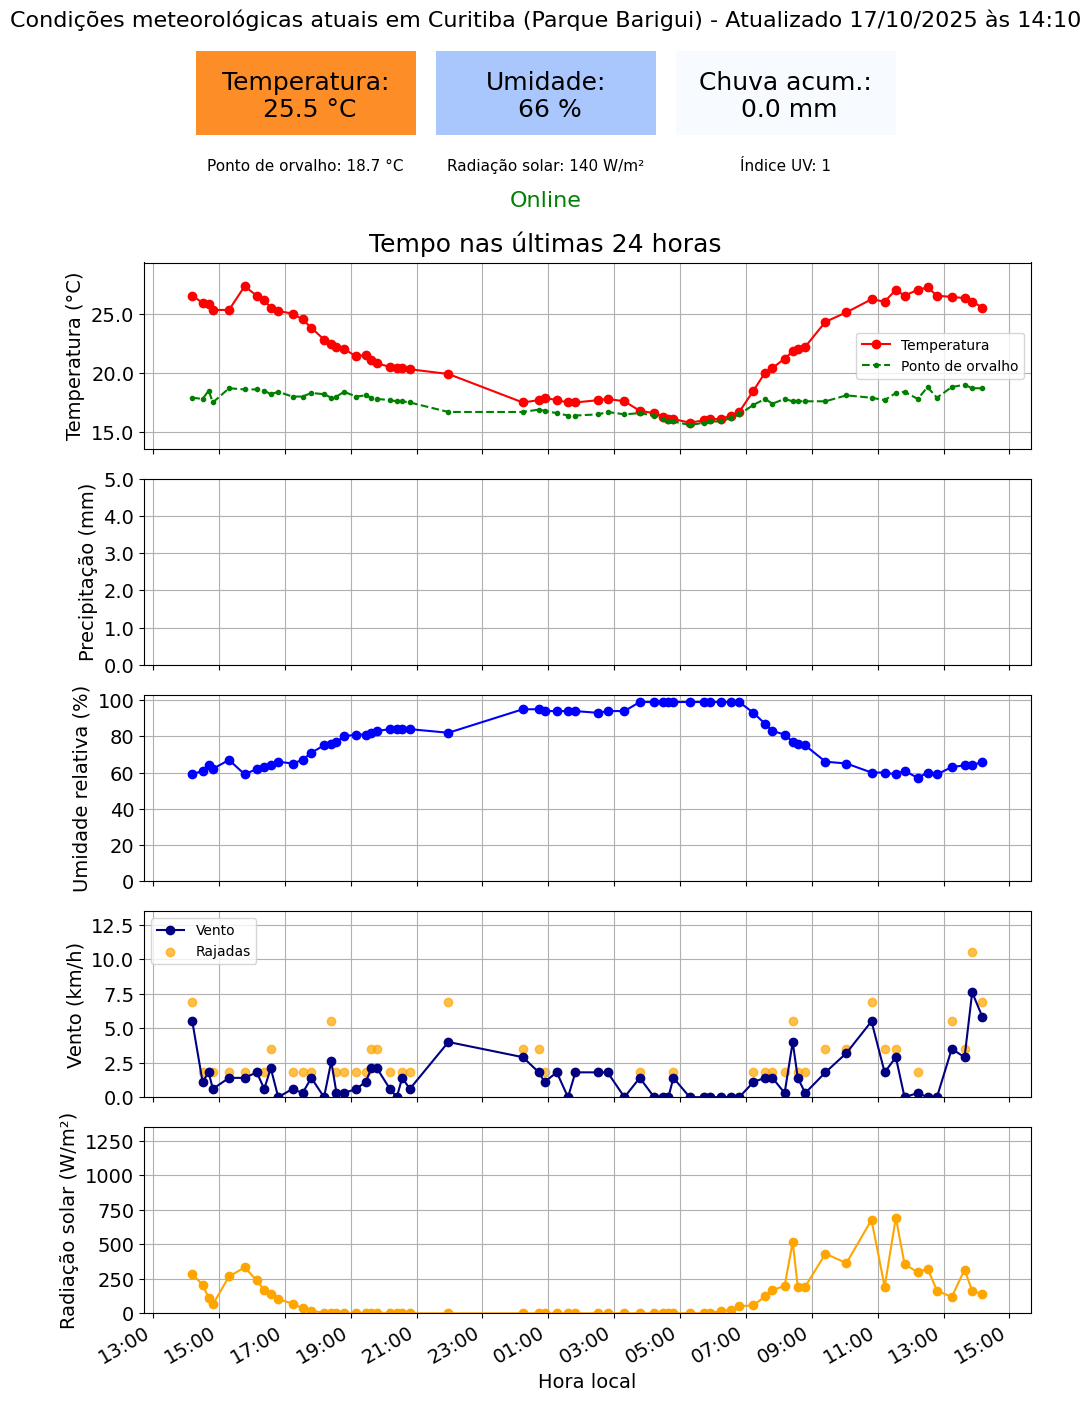 Condições meteorológicas atuais em Curitiba (Parque Barigui) - Atualizado 17/10/2025 às 14:10
Temperatura:
25.5 °C
Umidade:
66 %
Chuva acum.:
0.0 mm
Ponto de orvalho: 18.7 °C
Radiação solar: 140 W/m²
Índice UV: 1
Online
Tempo nas últimas 24 horas
Temperatura (°C)
25.0
20.0
15.0
Temperatura
Ponto de orvalho
Precipitação (mm)
5.0
4.0
3.0
2.0
1.0
0.0
Umidade relativa (%)
100
80
60
40
20
0
Vento (km/h)
12.5
10.0
7.5
5.0
2.5
0.0
Vento
Rajadas
Radiação solar (W/m²)
1250
1000
750
500
250
0
13:00
15:00
17:00
19:00
21:00
23:00
01:00
03:00
05:00
07:00
09:00
11:00
13:00
15:00
Hora local